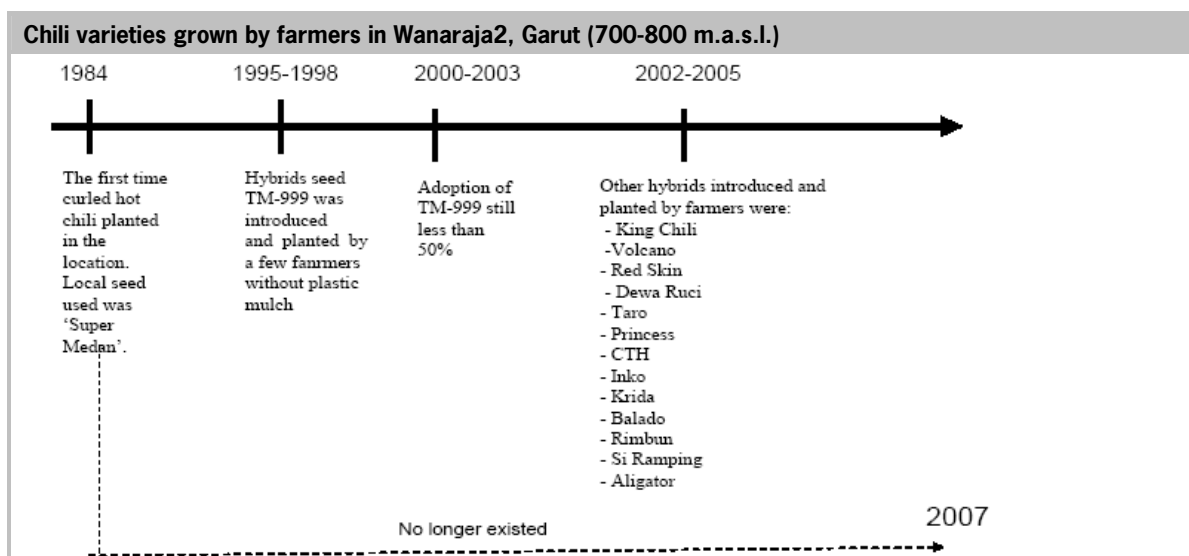 Chili varieties grown by farmers in Wanaraja2, Garut (700-800 m.a.s.l.)
1984
1995-1998
2000-2003
2002-2005
The first time
curled hot
chili planted
in the
location.
Local seed
used was
‘Super
Medan’.
Hybrids seed
TM-999 was
introduced
and planted by
a few fanrmers
without plastic
mulch
Adoption of
TM-999 still
less than
50%
Other hybrids introduced and
planted by farmers were:
- King Chili
-Volcano
- Red Skin
- Dewa Ruci
- Taro
- Princess
- CTH
- Inko
- Krida
- Balado
- Rimbun
- Si Ramping
- Aligator
No longer existed
2007